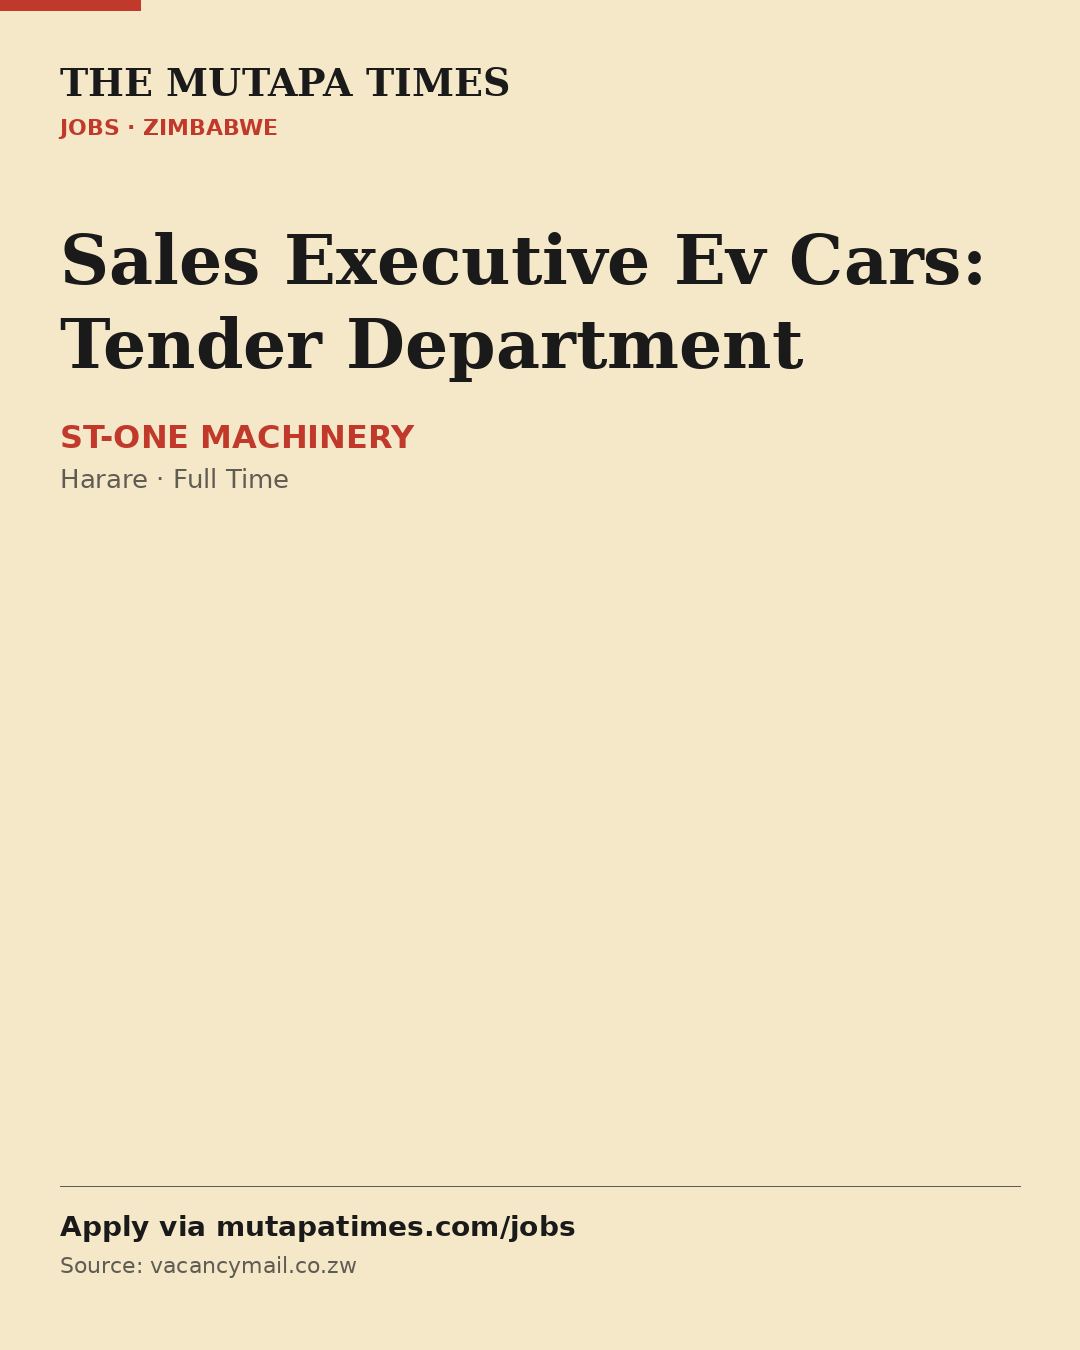 THE MUTAPA TIMES
JOBS · ZIMBABWE
Sales Executive Ev Cars:
Tender Department
ST-ONE MACHINERY
Harare · Full Time
Apply via mutapatimes.com/jobs
Source: vacancymail.co.zw